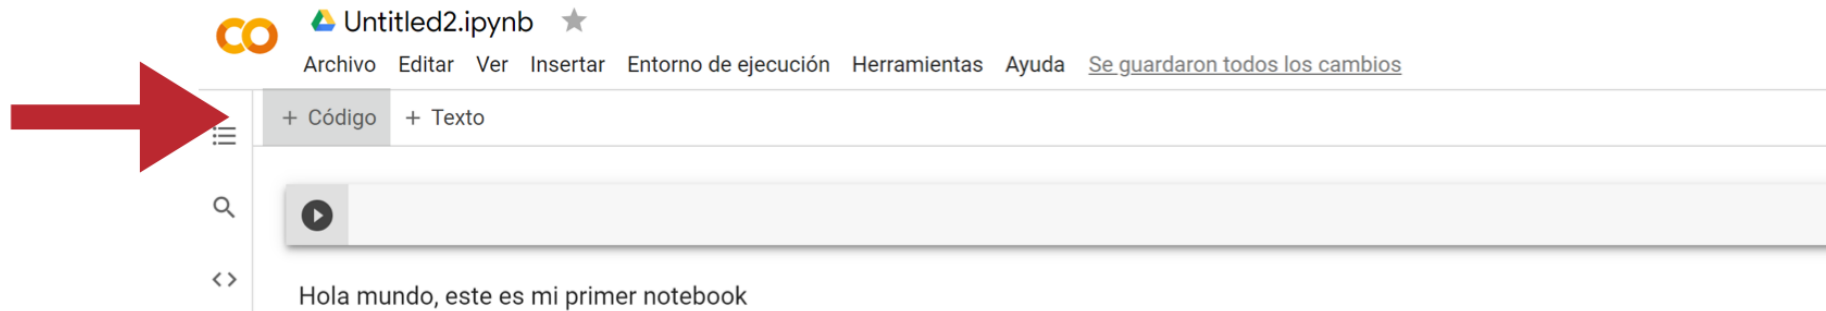 Untitled2.ipynb
Archivo Editar Ver Insertar Entorno de ejecución Herramientas Ayuda Se guardaron todos los cambios
+ Código + Texto
Hola mundo, este es mi primer notebook